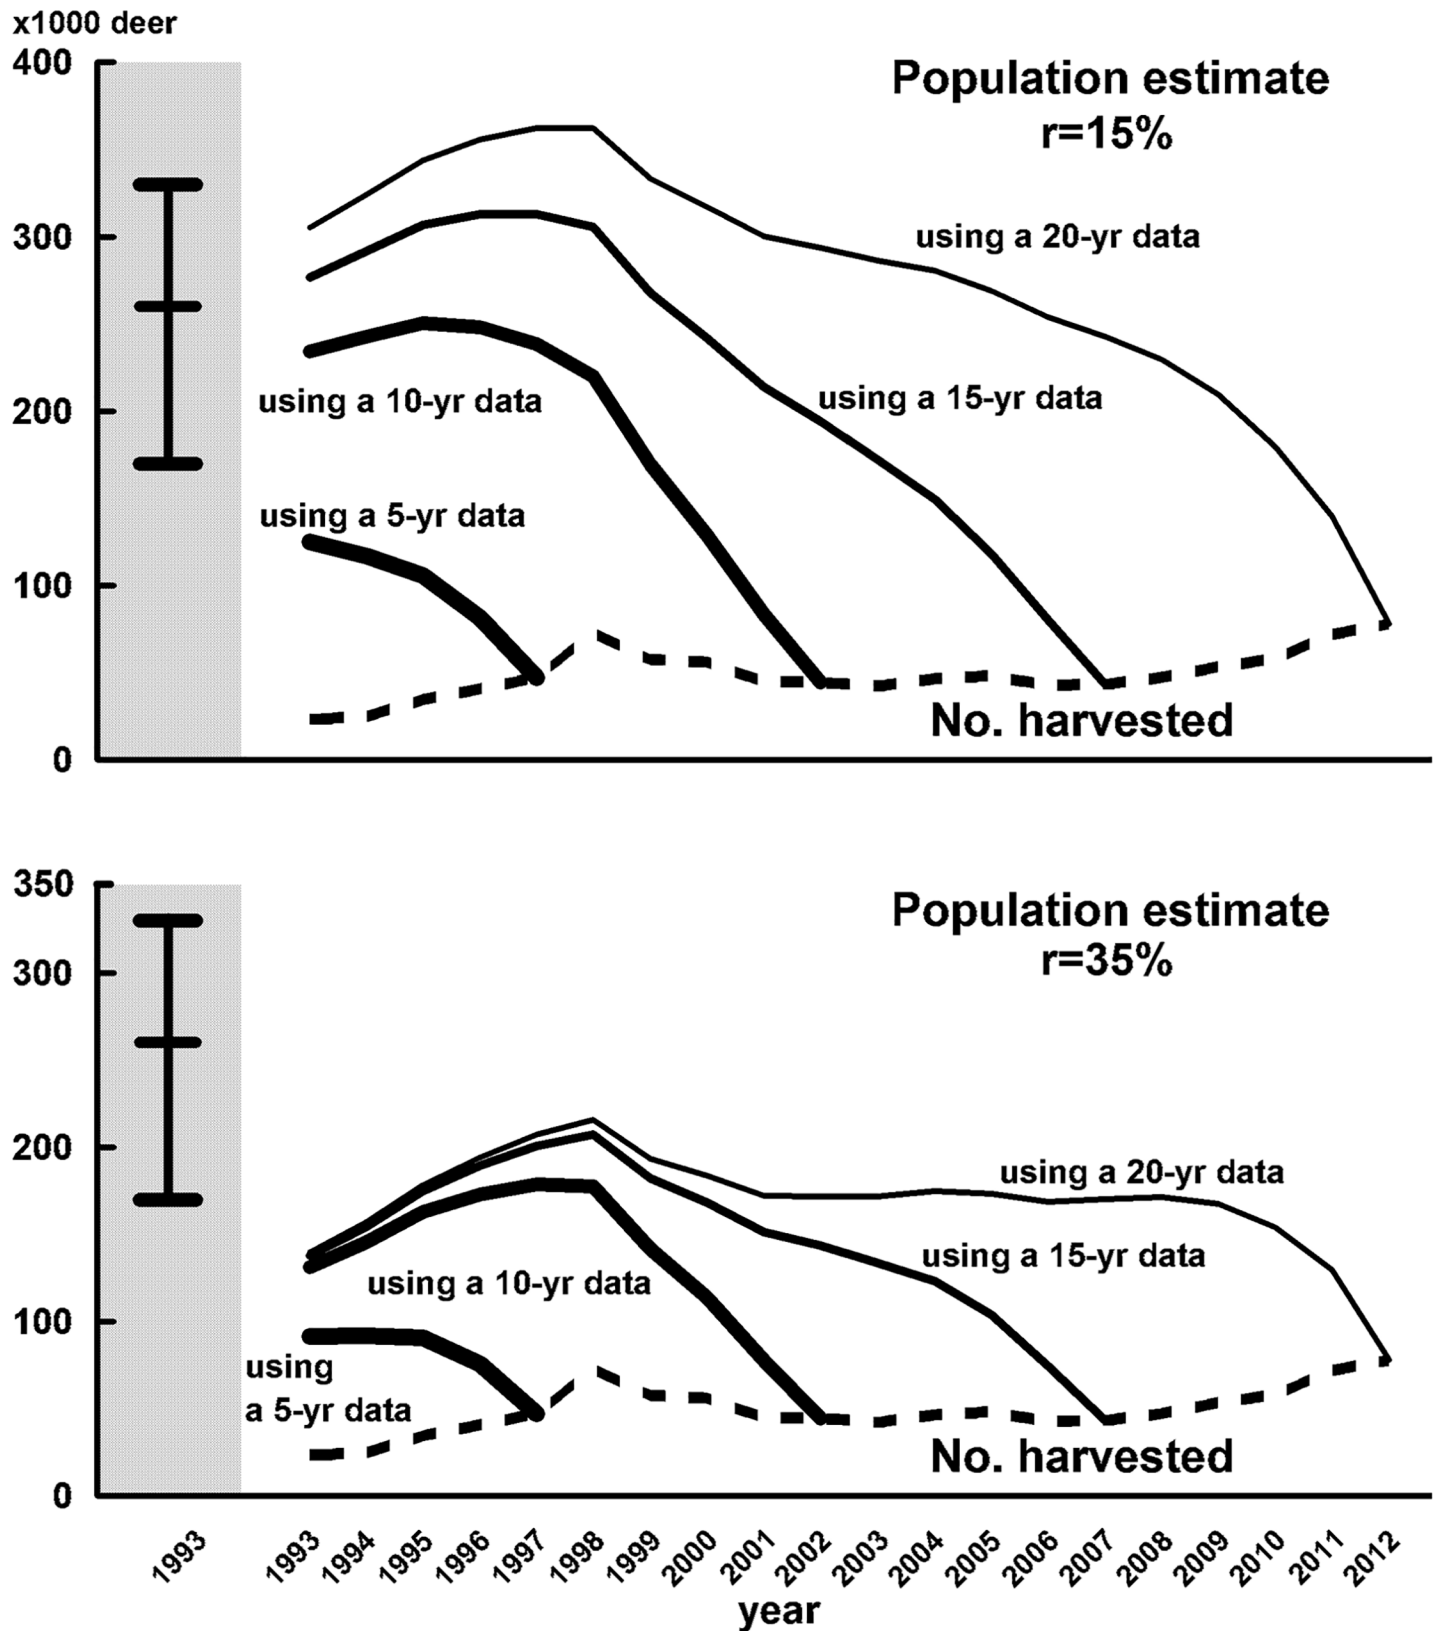 x1000 deer
400
Population estimate
r=15%
300
using a 20-yr data
200
using a 10-yr data
using a 15-yr data
using a 5-yr data
100
No. harvested
0
350
Population estimate
r=35%
300
200
using a 20-yr data
using a 15-yr data
using a 10-yr data
100
using
a 5-yr data
No. harvested
0
1993
1993
1994
1995
1996
1997
1998
1999
2000
2001
2002
2003
2004
2005
2006
2007
2008
2009
2010
2011
2012
year